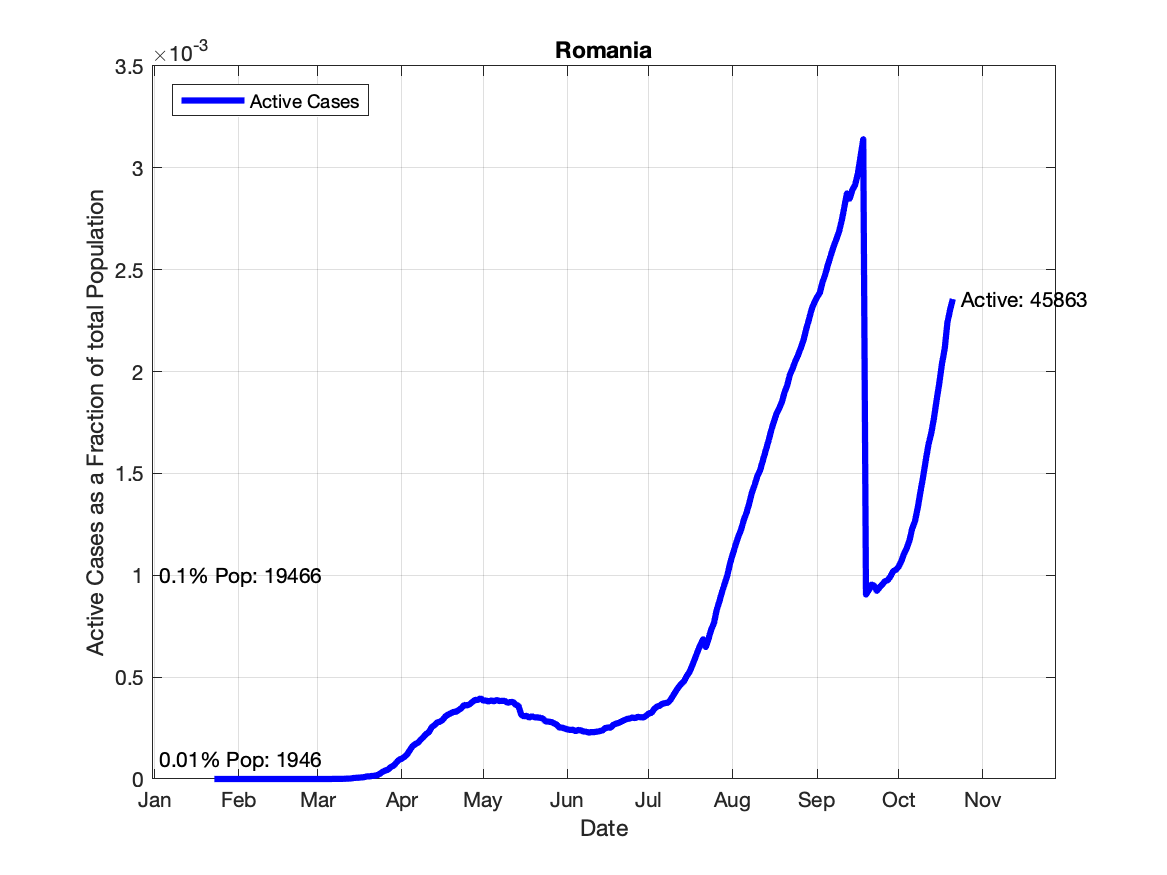 Romania
×10-3
3.5
3
2.5
2
1.5
1
0.5
0
Active Cases as a Fraction of total Population
Active Cases
Active: 45863
0.1% Pop: 19466
0.01% Pop: 1946
Jan Feb Mar Apr May Jun Jul Aug Sep Oct Nov
Date